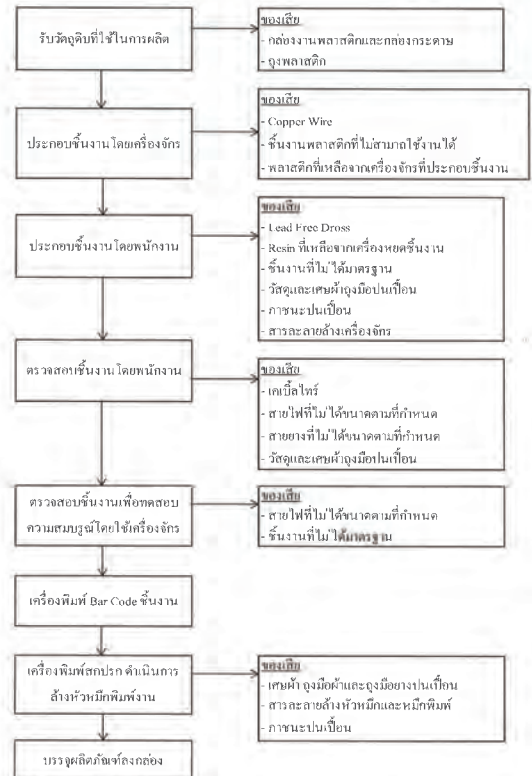 รับวัตถุดิบที่ใช้ในการผลิต
ของเสีย
- กล่องงานพลาสติกและกล่องกระดาษ
- ถุงพลาสติก
ประกอบชิ้นงานโดยเครื่องจักร
ของเสีย
- Copper Wire
- ชิ้นงานพลาสติกที่ไม่สามารถใช้งานได้
- พลาสติกที่เหลือจากเครื่องจักรที่ประกอบชิ้นงาน
ประกอบชิ้นงานโดยพนักงาน
ของเสีย
- Lead Free Dross
- Resin ที่เหลือจากเครื่องหยดชิ้นงาน
- ชิ้นงานที่ไม่ได้มาตรฐาน
- วัสดุและเศษผ้าถุงมือปนเปื้อน
- ภาชนะปนเปื้อน
- สารละลายล้างเครื่องจักร
ตรวจสอบชิ้นงานโดยพนักงาน
ของเสีย
- เคเบิ้ลไทร์
- สายไฟที่ไม่ได้ขนาดตามที่กำหนด
- สายยางที่ไม่ได้ขนาดตามที่กำหนด
- วัสดุและเศษผ้าถุงมือปนเปื้อน
ตรวจสอบชิ้นงานเพื่อทดสอบ
ความสมบูรณ์โดยใช้เครื่องจักร
ของเสีย
- สายไฟที่ไม่ได้ขนาดตามที่กำหนด
- ชิ้นงานที่ไม่ได้มาตรฐาน
เครื่องพิมพ์ Bar Code ชิ้นงาน
เครื่องพิมพ์สกปรก ดำเนินการ
ล้างหัวหมึกพิมพ์งาน
ของเสีย
- เศษผ้า ถุงมือผ้าและถุงมือยางปนเปื้อน
- สารละลายล้างหัวหมึกและหมึกพิมพ์
- ภาชนะปนเปื้อน
บรรจุผลิตภัณฑ์ลงกล่อง